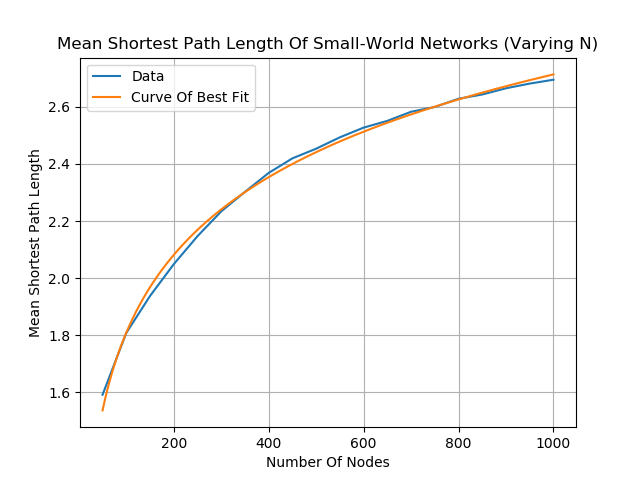 Mean Shortest Path Length Of Small-World Networks (Varying N)
Data
Curve Of Best Fit
2.6
2.4
2.2
2.0
1.8
1.6
Mean Shortest Path Length
200 400 600 800 1000
Number Of Nodes